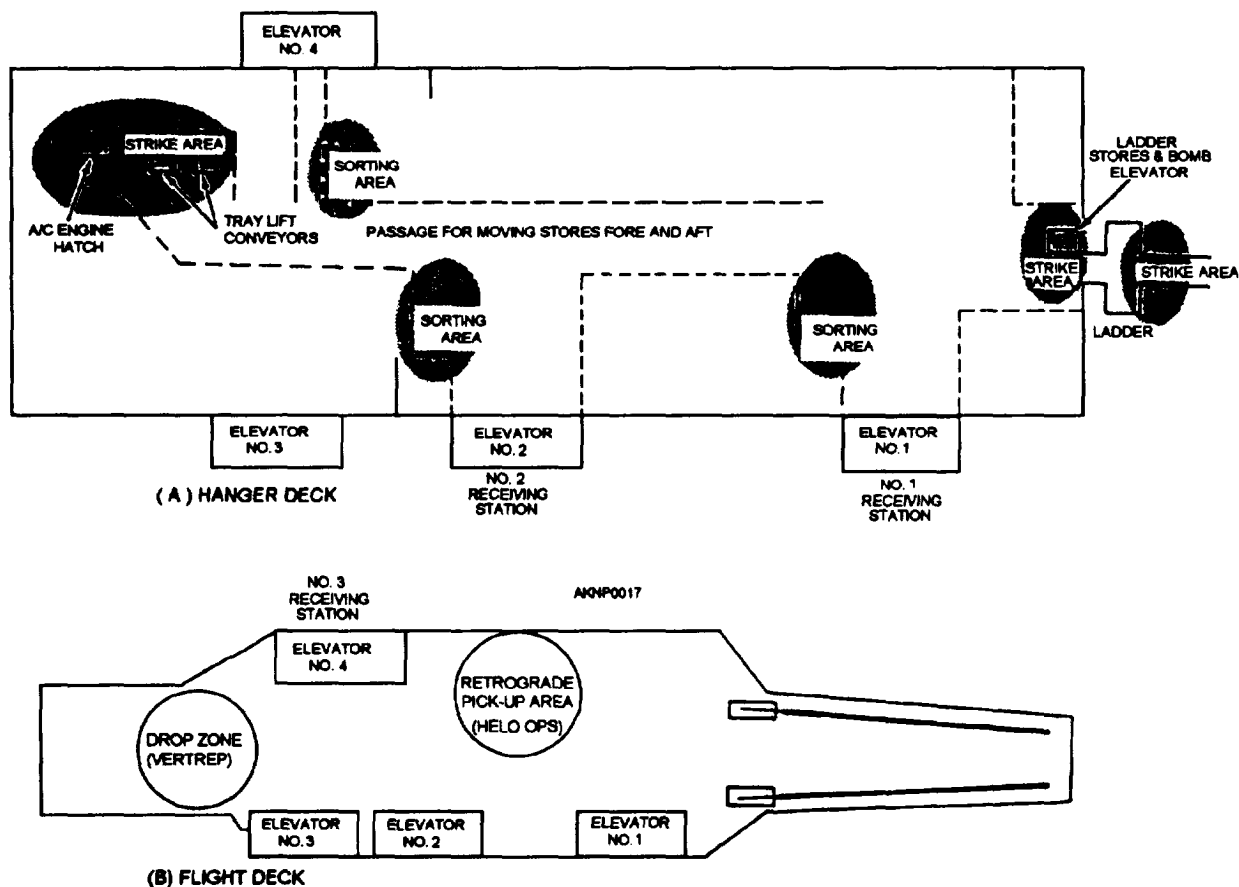 ELEVATOR
NO. 4
STRIKE AREA
SORTING
AREA
LADDER
STORES & BOMB
ELEVATOR
A/C ENGINE
HATCH
TRAY LIFT
CONVEYORS
PASSAGE FOR MOVING STORES FORE AND AFT
STRIKE
AREA
STRIKE AREA
SORTING
AREA
SORTING
AREA
LADDER
ELEVATOR
NO. 3
ELEVATOR
NO. 2
ELEVATOR
NO. 1
NO. 2
RECEIVING
STATION
NO. 1
RECEIVING
STATION
( A ) HANGER DECK
NO. 3
RECEIVING
STATION
AKNP0017
ELEVATOR
NO. 4
RETROGRADE
PICK-UP AREA
(HELO OPS)
DROP ZONE
(VERTREP)
ELEVATOR
NO. 3
ELEVATOR
NO. 2
ELEVATOR
NO. 1
(B) FLIGHT DECK